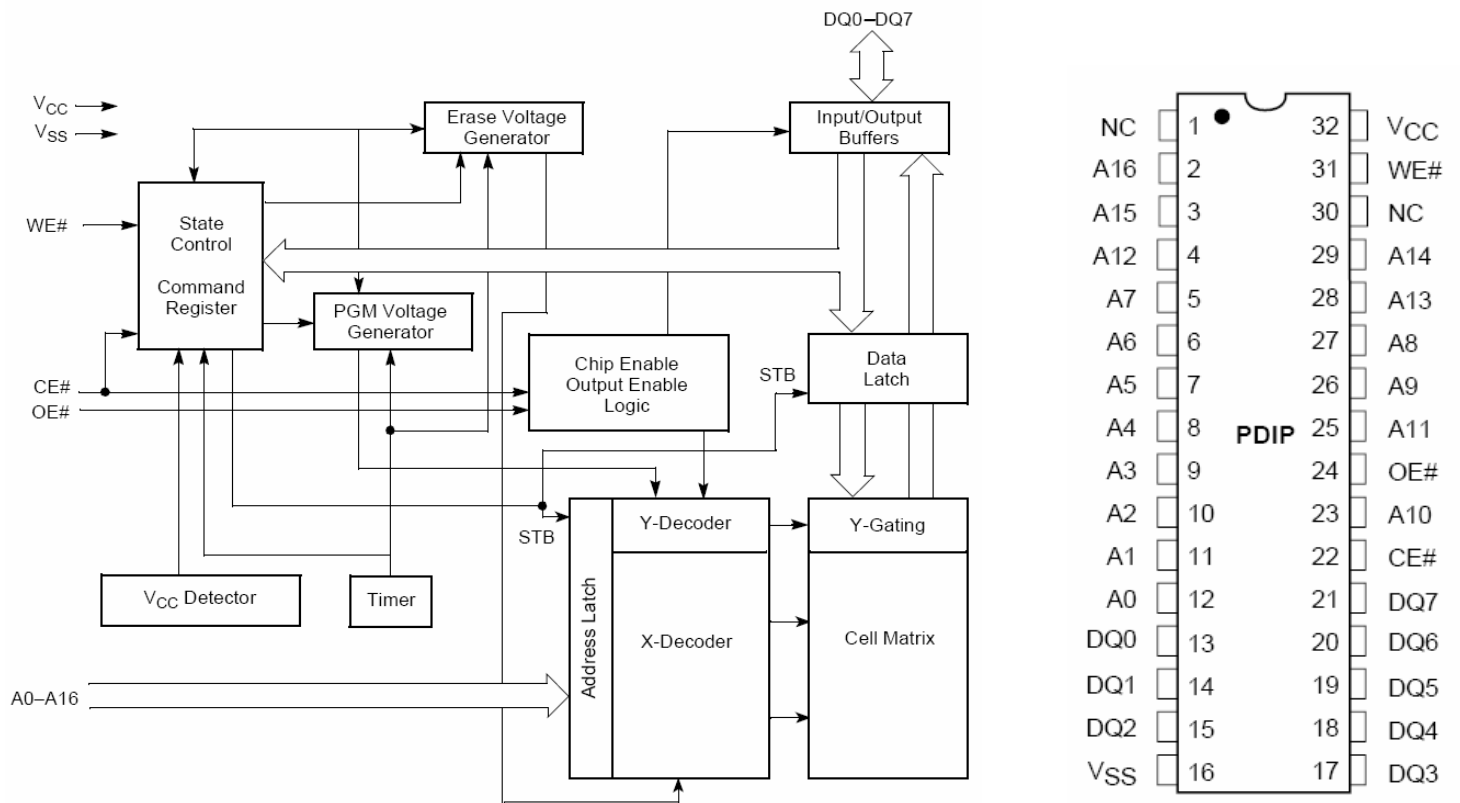 DQ0–DQ7
VCC
VSS
Erase Voltage
Generator
Input/Output
Buffers
WE#
State
Control
Command
Register
PGM Voltage
Generator
Chip Enable
Output Enable
Logic
Data
Latch
STB
CE#
OE#
STB
Address Latch
Y-Decoder
Y-Gating
VCC Detector
Timer
X-Decoder
Cell Matrix
A0–A16
NC 1 32 VCC
A16 2 31 WE#
A15 3 30 NC
A12 4 29 A14
A7 5 28 A13
A6 6 27 A8
A5 7 26 A9
A4 8 PDIP 25 A11
A3 9 24 OE#
A2 10 23 A10
A1 11 22 CE#
A0 12 21 DQ7
DQ0 13 20 DQ6
DQ1 14 19 DQ5
DQ2 15 18 DQ4
VSS 16 17 DQ3